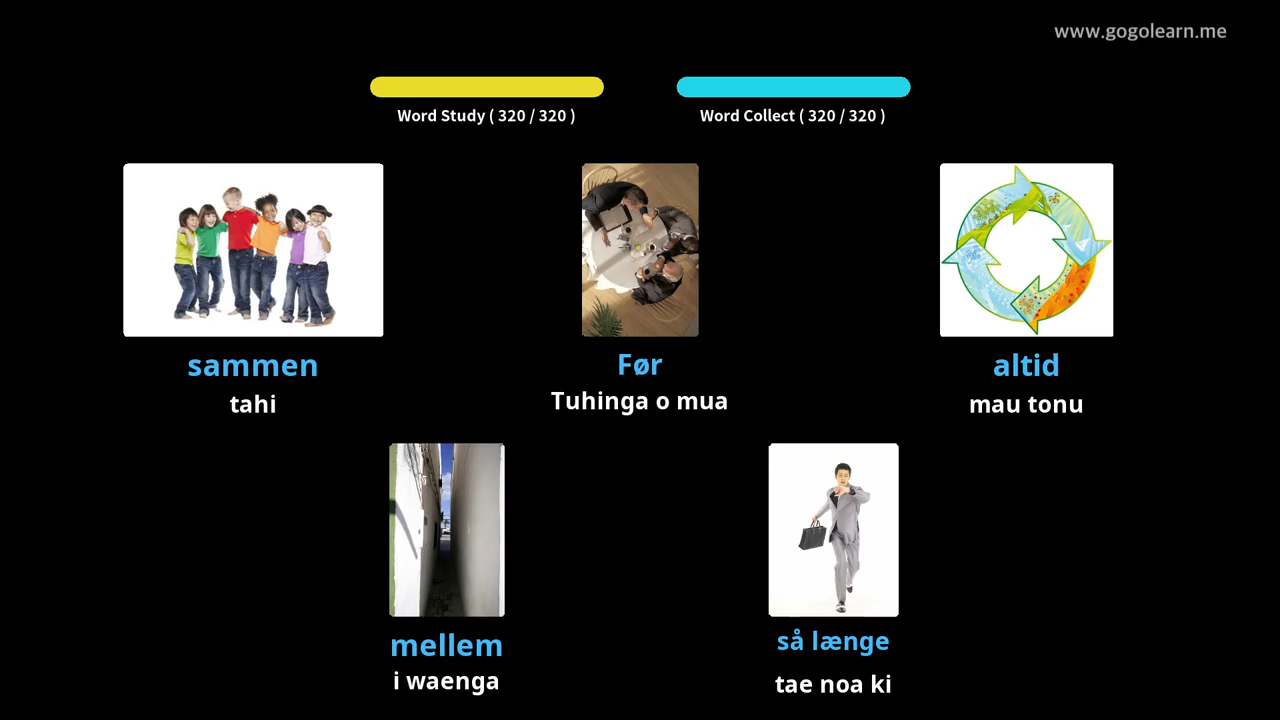 www.gogolearn.me
Word Study ( 320 / 320 )
Word Collect ( 320 / 320 )
sammen
tahi
Før
Tuhinga o mua
altid
mau tonu
mellem
i waenga
så længe
tae noa ki